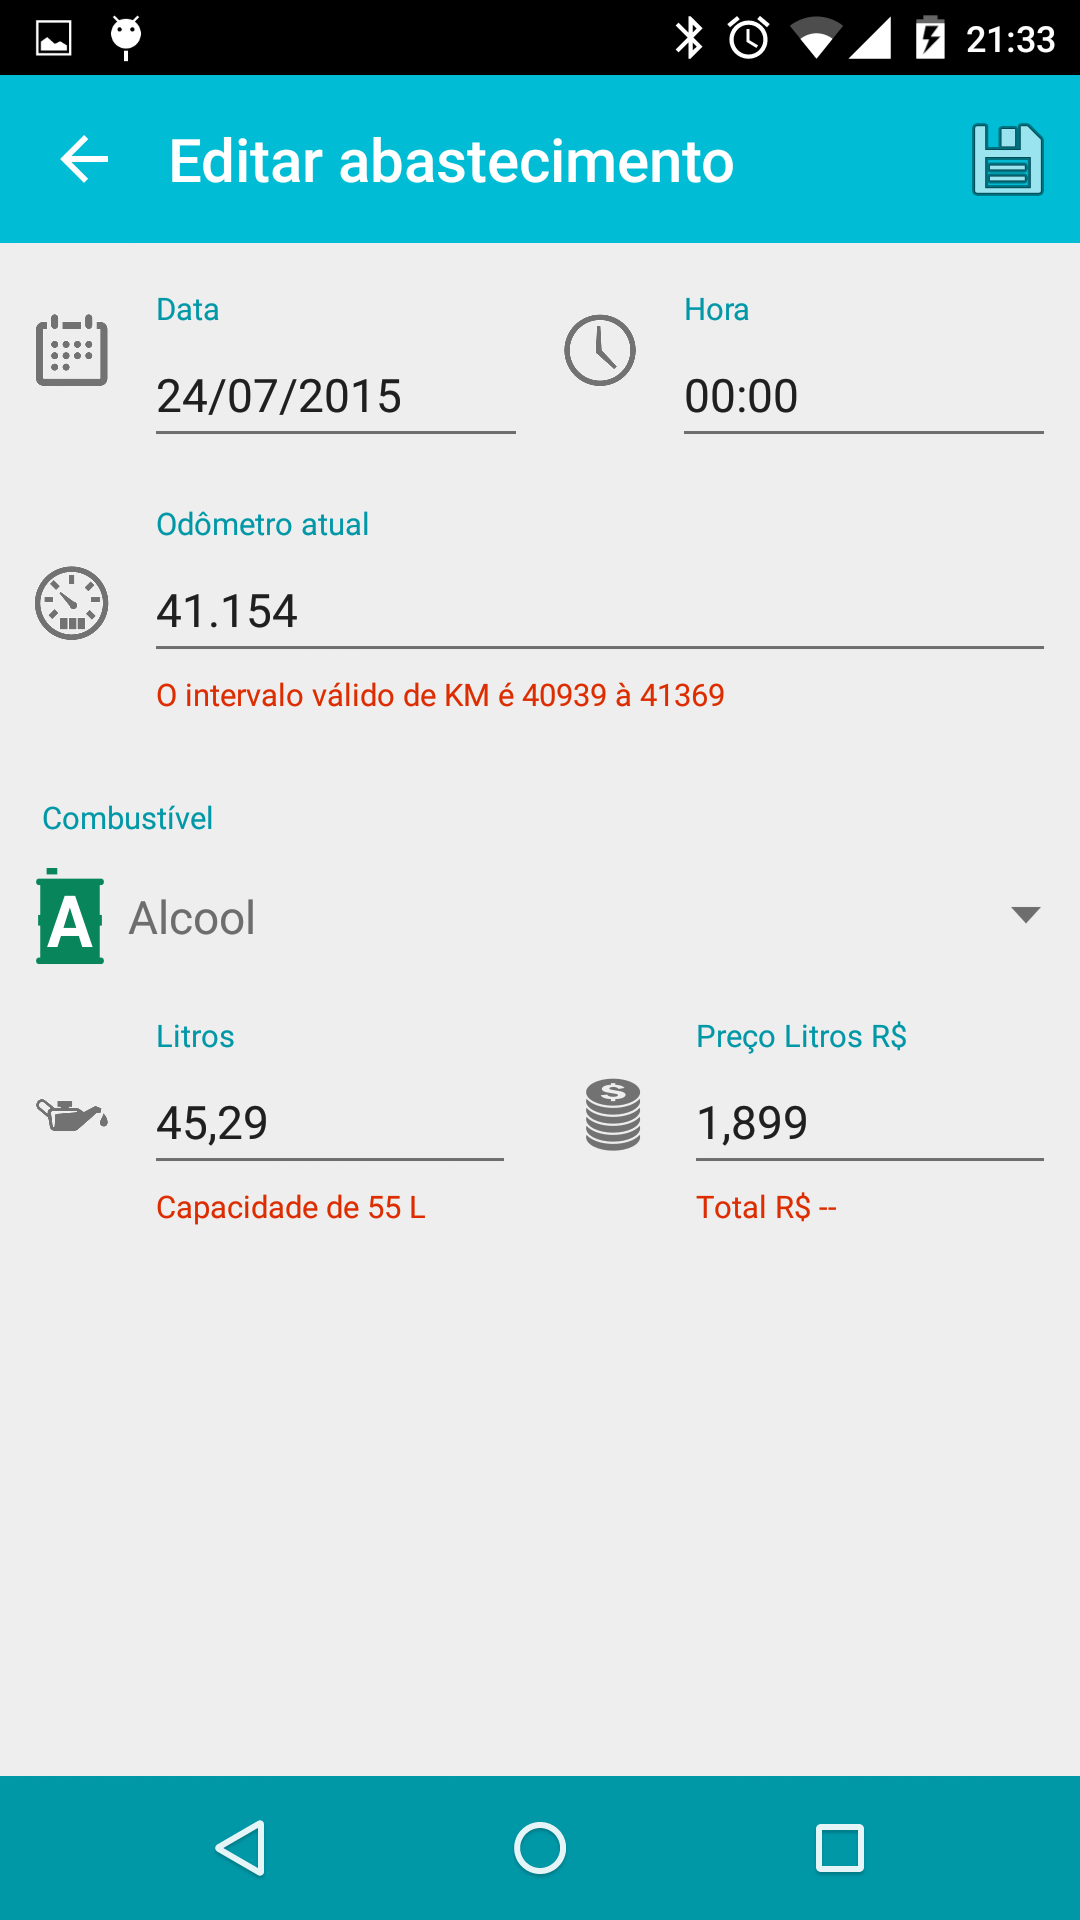 21:33
Editar abastecimento
Data
Hora
24/07/2015
00:00
Odômetro atual
41.154
O intervalo válido de KM é 40939 à 41369
Combustível
A
Alcool
Litros
Preço Litros R$
$
45,29
1,899
Capacidade de 55 L
Total R$ --